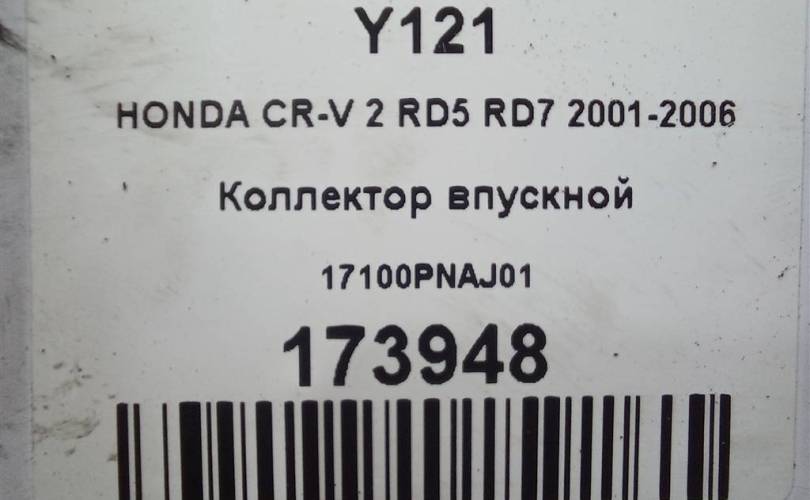 Y121
HONDA CR-V 2 RD5 RD7 2001-2006
Коллектор впускной
17100PNAJ01
173948